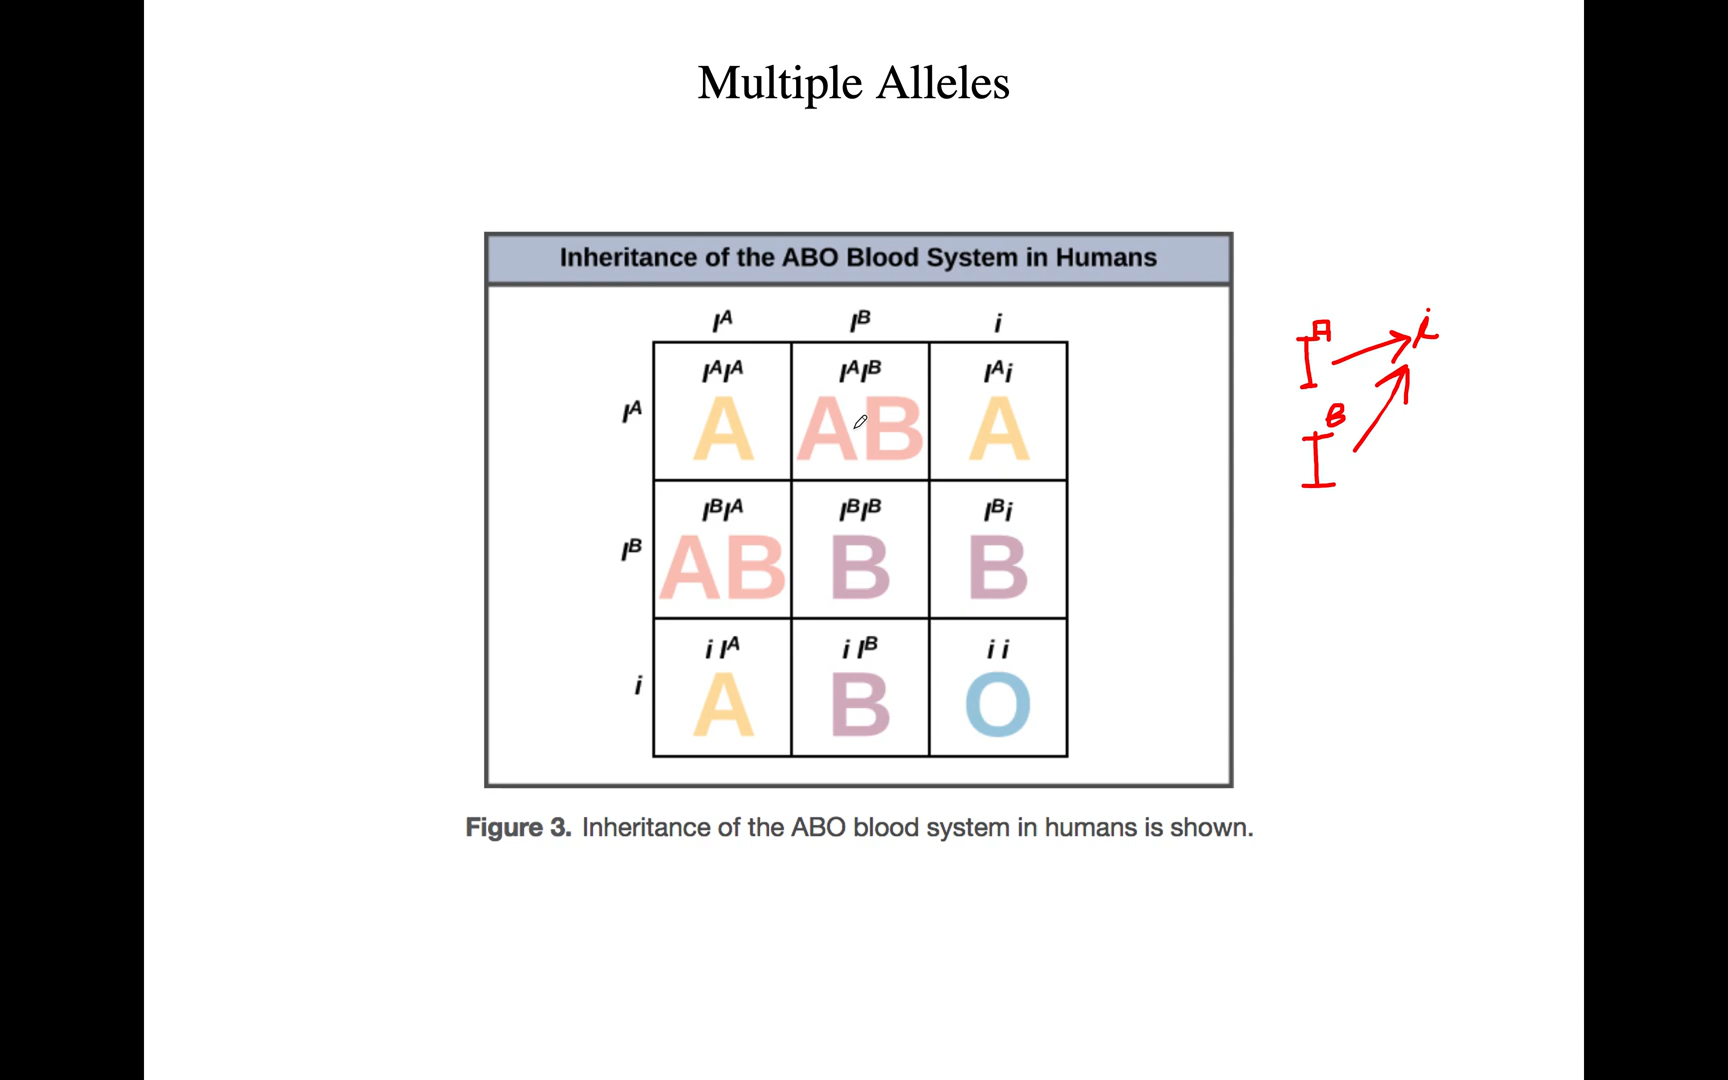 Multiple Alleles
Inheritance of the ABO Blood System in Humans
Iᴬ Iᴮ i
IᴬIᴬ IᴬIᴮ Iᴬi
Iᴬ A AB A
IᴮIᴬ IᴮIᴮ Iᴮi
Iᴮ AB B B
i Iᴬ i Iᴮ i i
i A B O
Figure 3. Inheritance of the ABO blood system in humans is shown.
Iᴬ → i
Iᴮ